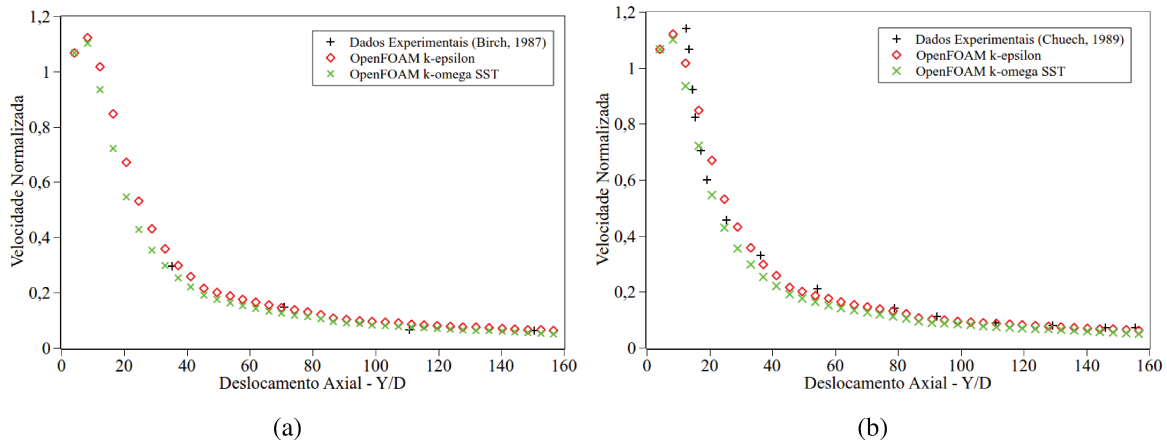 1,2
1
0,8
0,6
0,4
0,2
0
Velocidade Normalizada
Dados Experimentais (Birch, 1987)
OpenFOAM k-epsilon
OpenFOAM k-omega SST
0 20 40 60 80 100 120 140 160
Deslocamento Axial - Y/D
(a)
1,2
1
0,8
0,6
0,4
0,2
0
Velocidade Normalizada
Dados Experimentais (Chuech, 1989)
OpenFOAM k-epsilon
OpenFOAM k-omega SST
0 20 40 60 80 100 120 140 160
Deslocamento Axial - Y/D
(b)